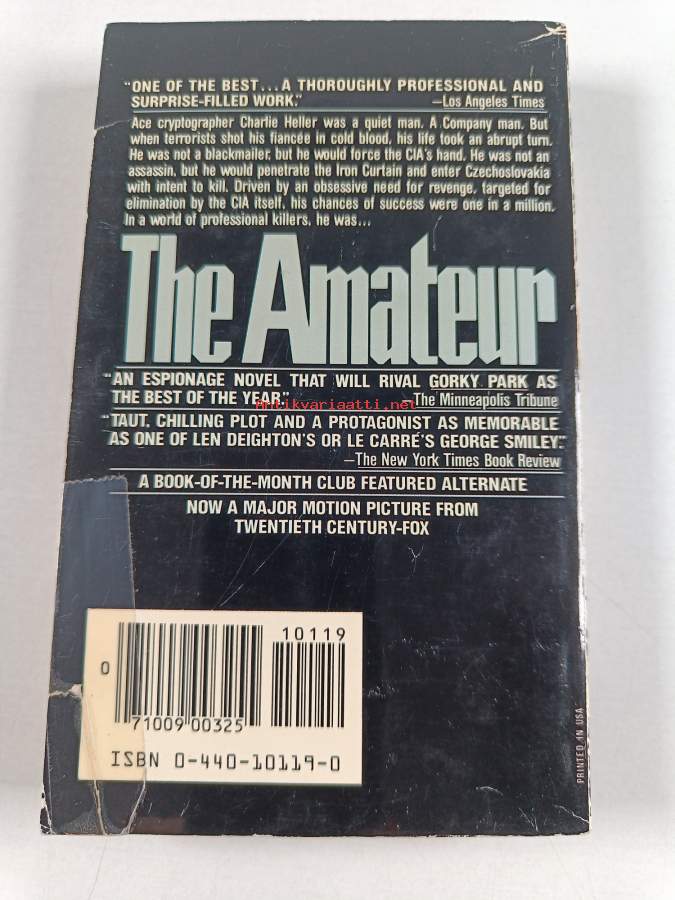 "ONE OF THE BEST...A THOROUGHLY PROFESSIONAL AND
SURPRISE-FILLED WORK." —Los Angeles Times
Ace cryptographer Charlie Heller was a quiet man. A Company man. But
when terrorists shot his fiancée in cold blood, his life took an abrupt turn.
He was not a blackmailer, but he would force the CIA's hand. He was not an
assassin, but he would penetrate the Iron Curtain and enter Czechoslovakia
with intent to kill. Driven by an obsessive need for revenge, targeted for
elimination by the CIA itself, his chances of success were one in a million.
In a world of professional killers, he was...
The Amateur
"AN ESPIONAGE NOVEL THAT WILL RIVAL GORKY PARK AS
THE BEST OF THE YEAR." —The Minneapolis Tribune
Antikvariaatti.net
"TAUT, CHILLING PLOT AND A PROTAGONIST AS MEMORABLE
AS ONE OF LEN DEIGHTON'S OR LE CARRÉ'S GEORGE SMILEY."
—The New York Times Book Review
A BOOK-OF-THE-MONTH CLUB FEATURED ALTERNATE
NOW A MAJOR MOTION PICTURE FROM
TWENTIETH CENTURY-FOX
10119
0
71009 00325
ISBN 0-440-10119-0
PRINTED IN USA